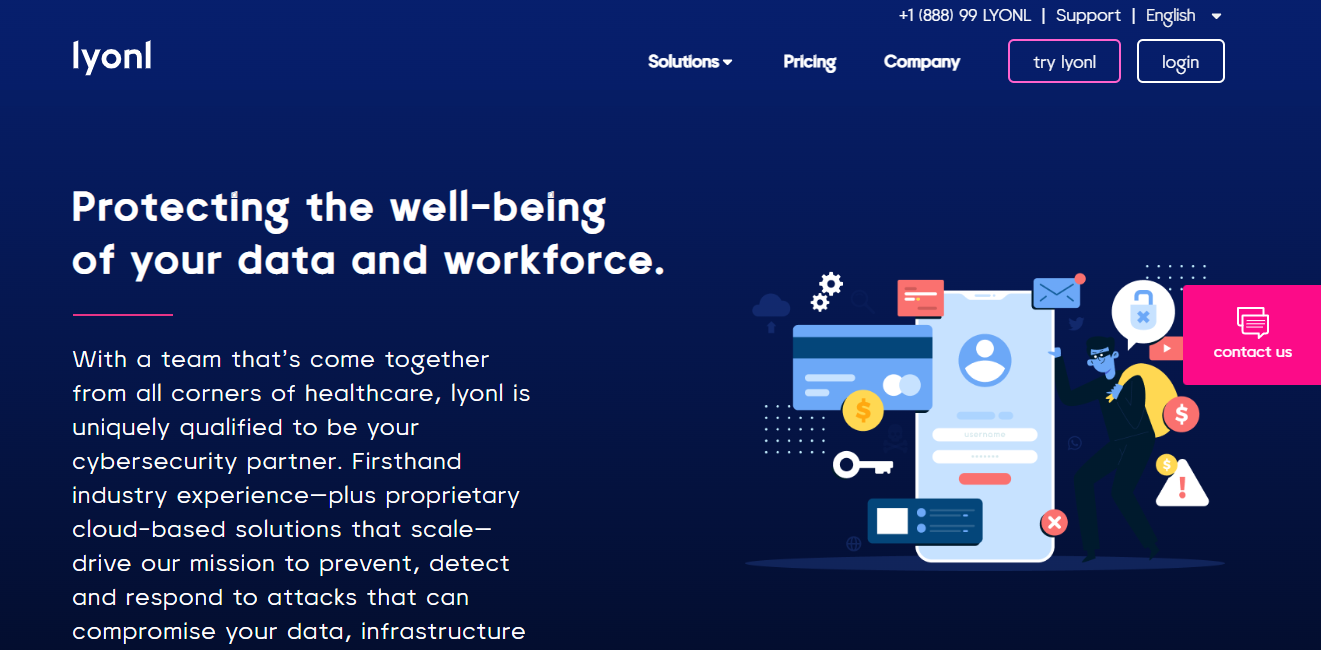 +1 (888) 99 LYONL | Support | English
lyonl
Solutions Pricing Company try lyonl login
Protecting the well-being
of your data and workforce.
With a team that's come together
from all corners of healthcare, lyonl is
uniquely qualified to be your
cybersecurity partner. Firsthand
industry experience—plus proprietary
cloud-based solutions that scale—
drive our mission to prevent, detect
and respond to attacks that can
compromise your data, infrastructure
contact us
username